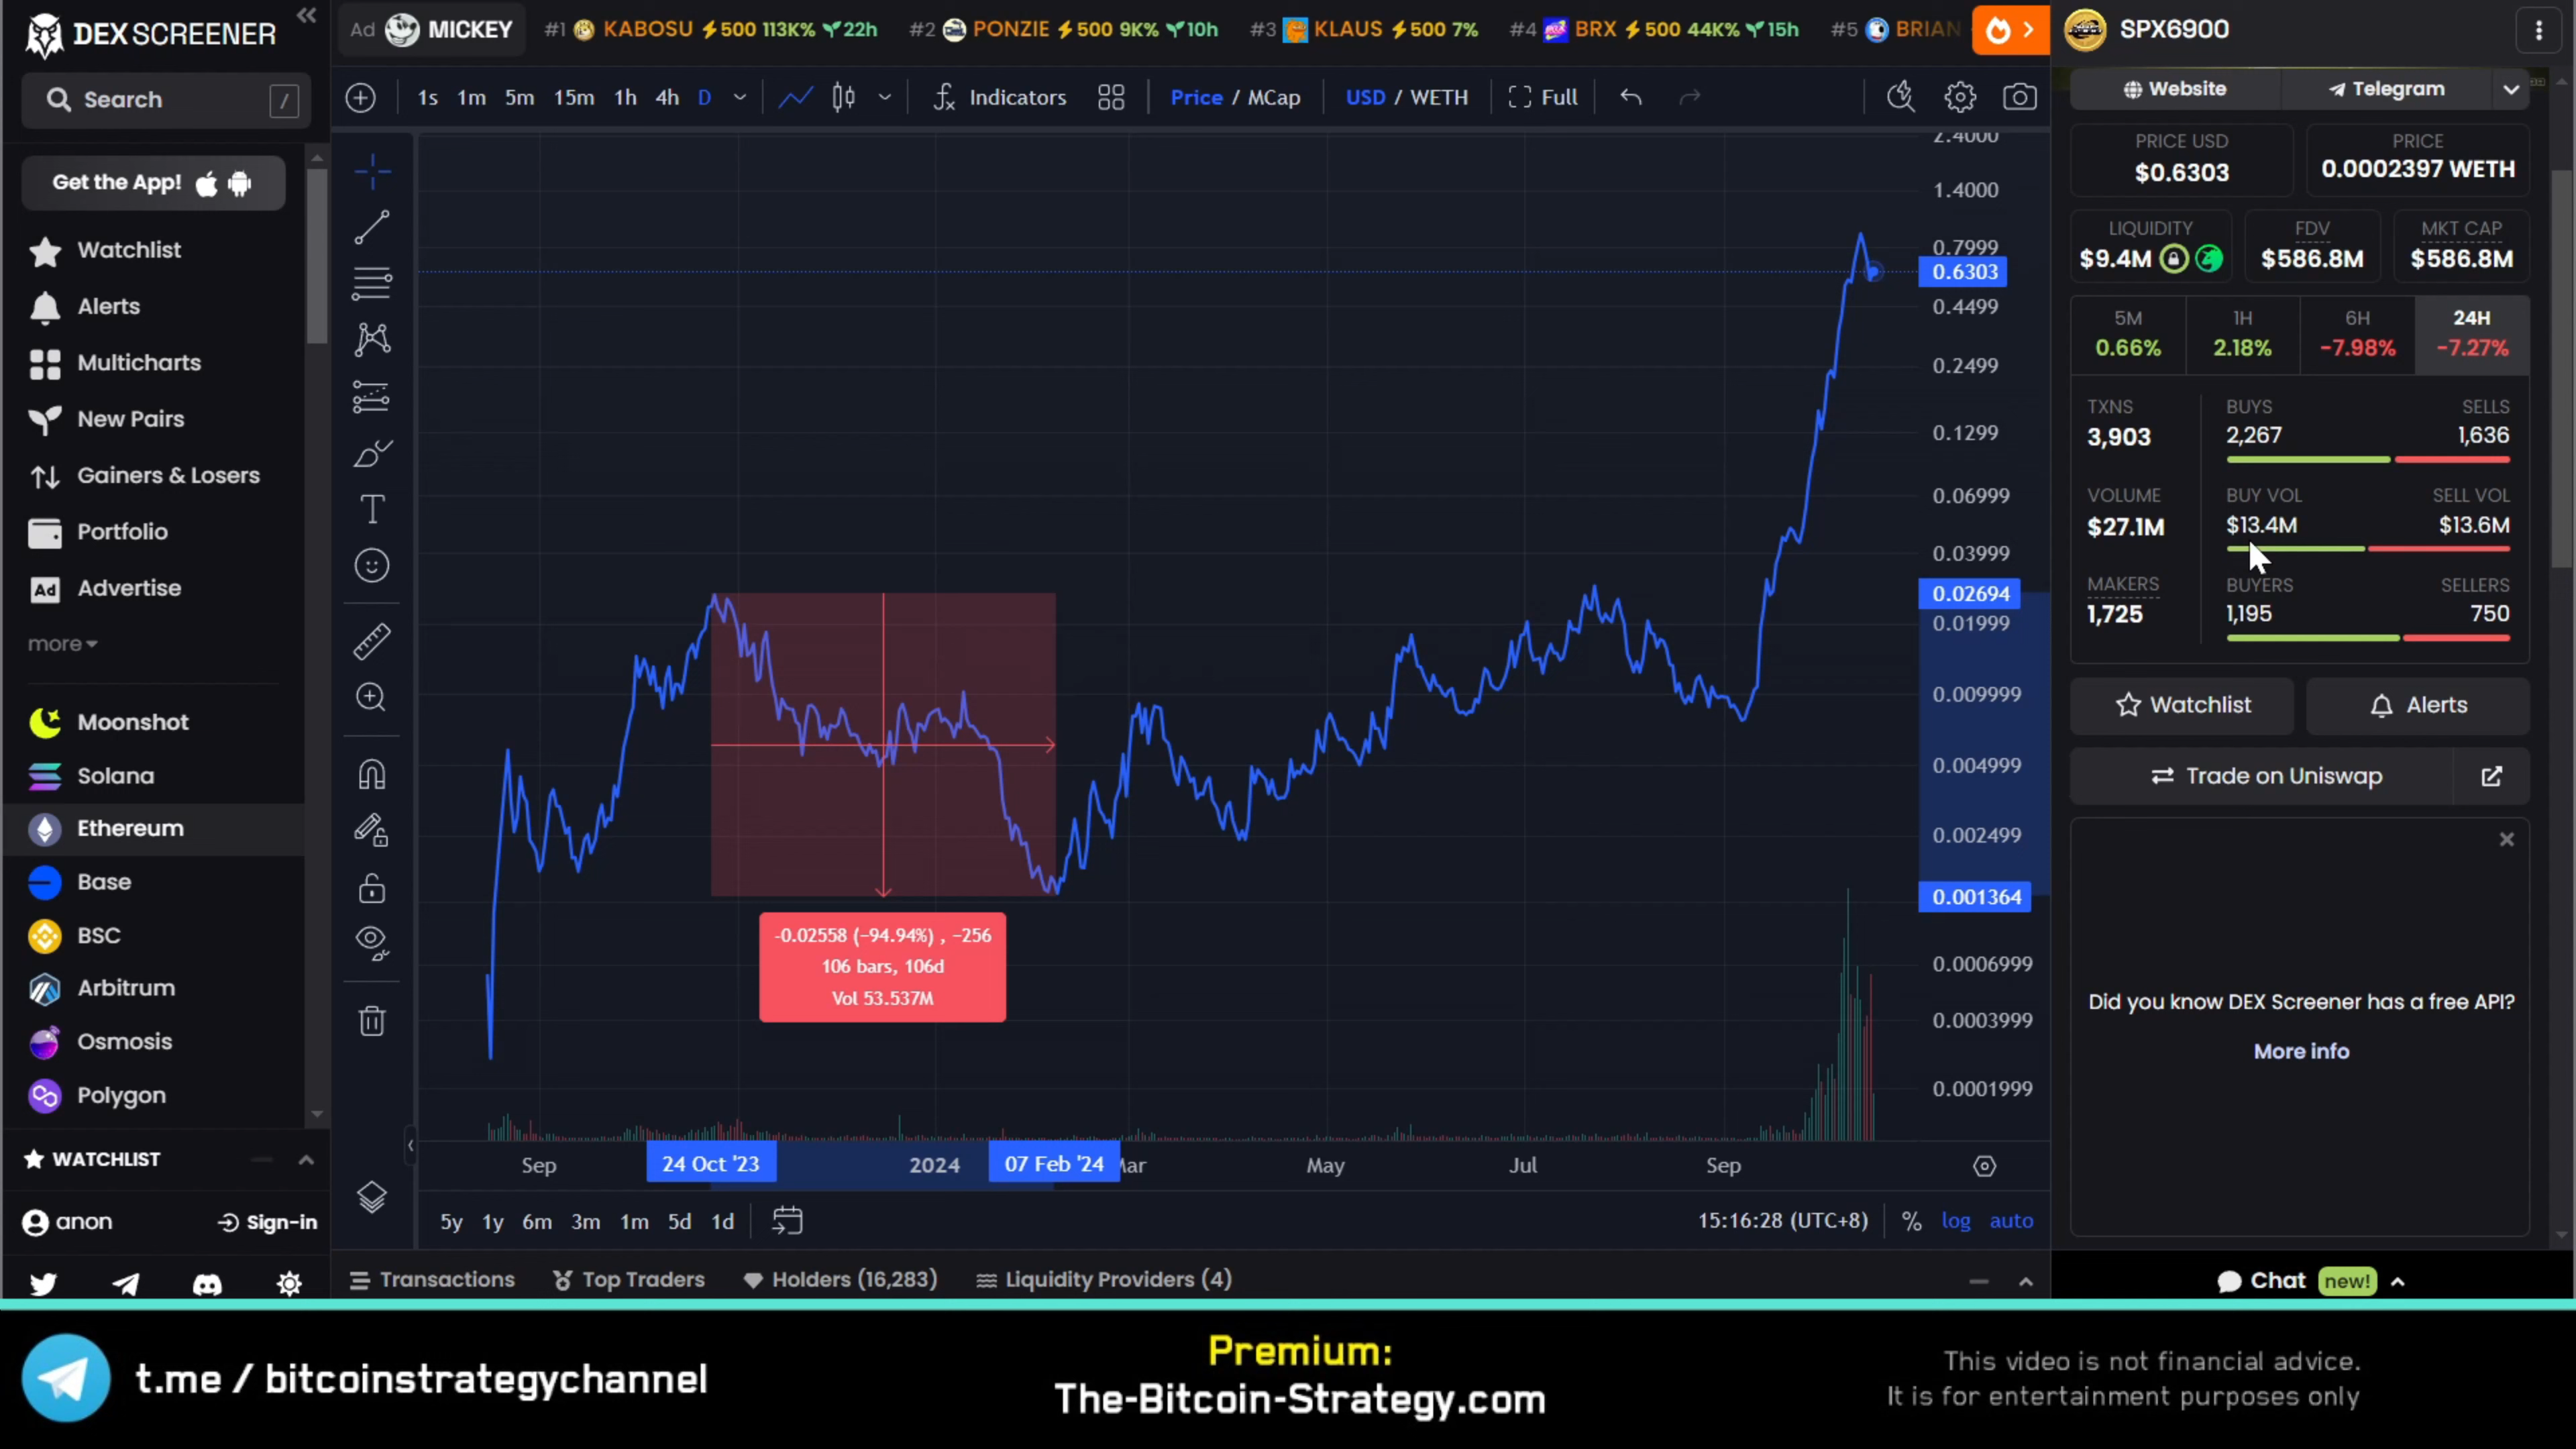 DEX SCREENER
Search
/
Get the App!
Watchlist
Alerts
Multicharts
New Pairs
Gainers & Losers
Portfolio
Ad Advertise
more
Moonshot
Solana
Ethereum
Base
BSC
Arbitrum
Osmosis
Polygon
WATCHLIST
anon
Sign-in
Ad MICKEY #1 KABOSU 500 113K% 22h #2 PONZIE 500 9K% 10h #3 KLAUS 500 7% #4 BRX 500 44K% 15h #5 BRIAN
1s 1m 5m 15m 1h 4h D Indicators Price / MCap USD / WETH Full
2.4000
1.4000
0.7999
0.6303
0.4499
0.2499
0.1299
0.06999
0.03999
0.02694
0.01999
0.009999
0.004999
0.002499
0.001364
0.0006999
0.0003999
0.0001999
-0.02558 (-94.94%) , -256
106 bars, 106d
Vol 53.537M
Sep 24 Oct '23 2024 07 Feb '24 Mar May Jul Sep
5y 1y 6m 3m 1m 5d 1d 15:16:28 (UTC+8) % log auto
Transactions Top Traders Holders (16,283) Liquidity Providers (4)
SPX6900
Website Telegram
PRICE USD
$0.6303
PRICE
0.0002397 WETH
LIQUIDITY
$9.4M
FDV
$586.8M
MKT CAP
$586.8M
5M
0.66%
1H
2.18%
6H
-7.98%
24H
-7.27%
TXNS
3,903
BUYS
2,267
SELLS
1,636
VOLUME
$27.1M
BUY VOL
$13.4M
SELL VOL
$13.6M
MAKERS
1,725
BUYERS
1,195
SELLERS
750
Watchlist Alerts
Trade on Uniswap
Did you know DEX Screener has a free API?
More info
Chat new!
t.me / bitcoinstrategychannel
Premium:
The-Bitcoin-Strategy.com
This video is not financial advice.
It is for entertainment purposes only